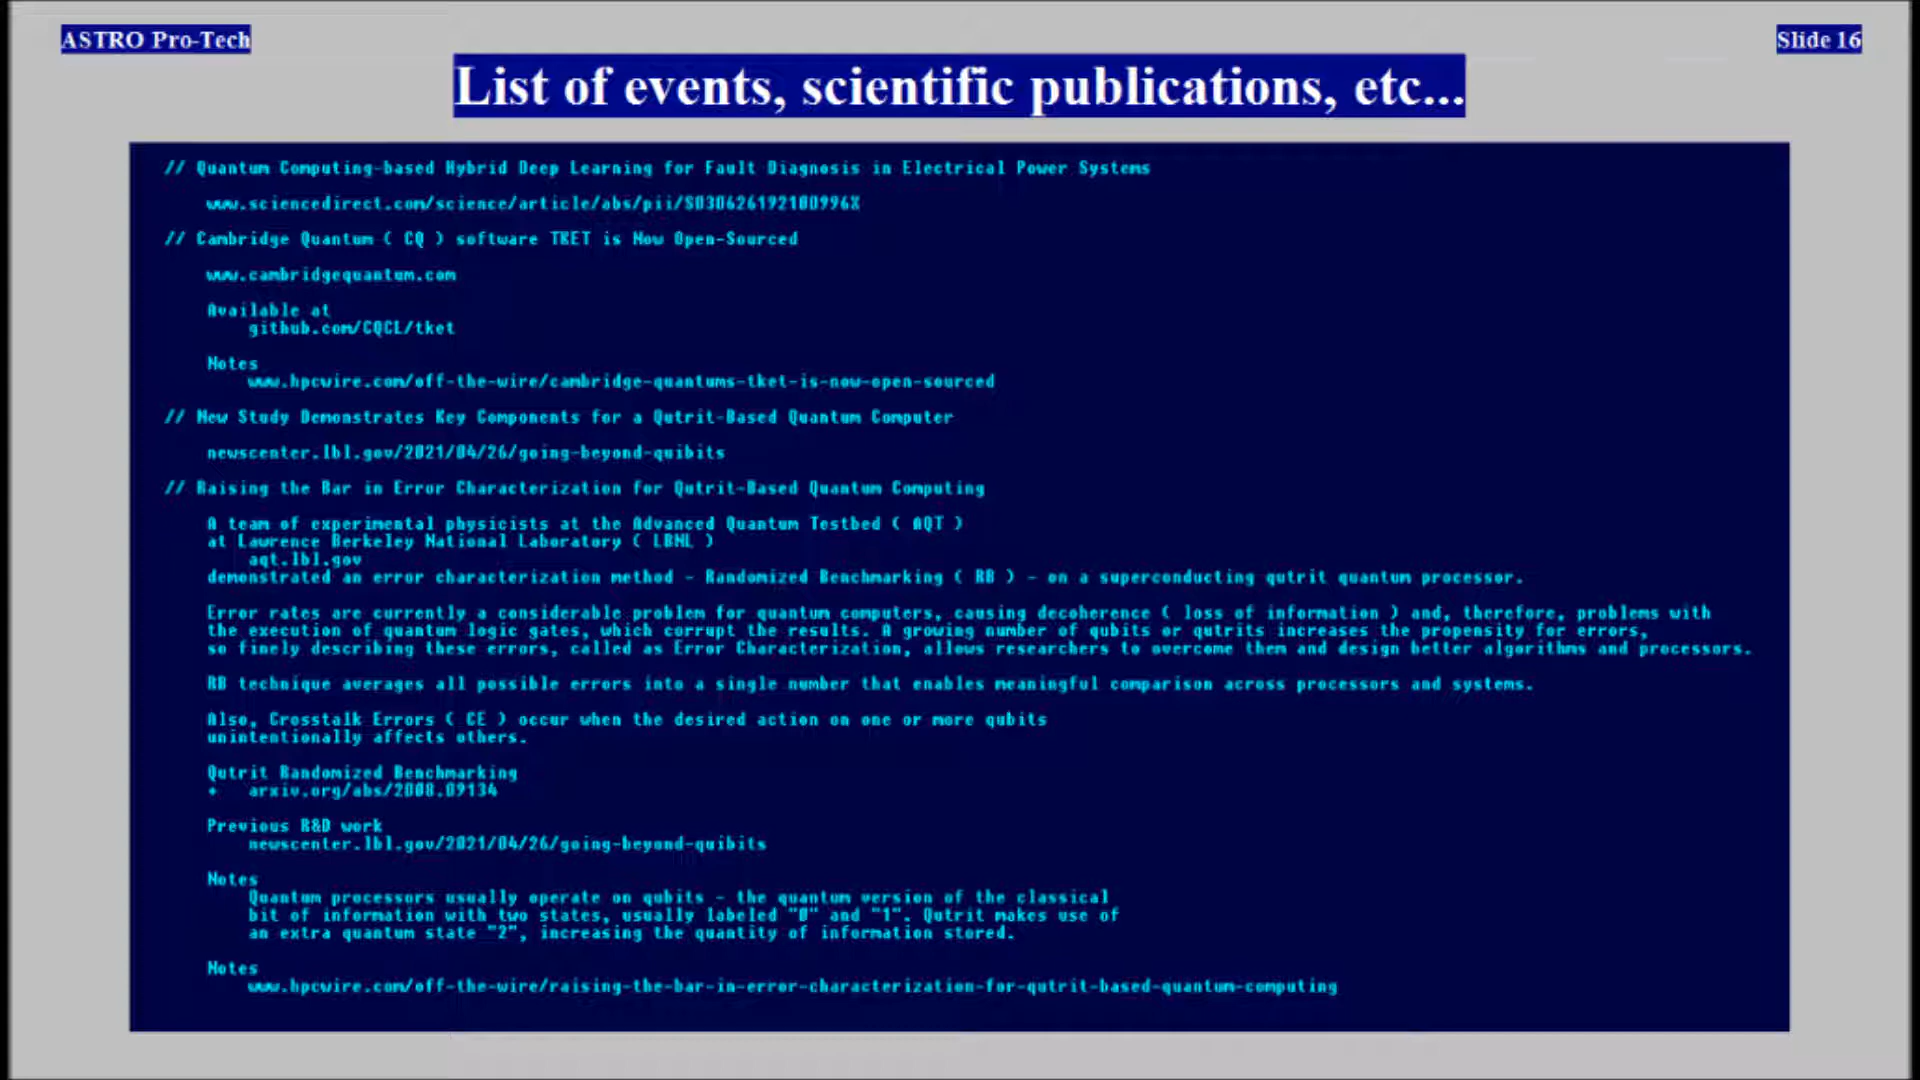 ASTRO Pro-Tech
Slide 16
List of events, scientific publications, etc...
// Quantum Computing-based Hybrid Deep Learning for Fault Diagnosis in Electrical Power Systems
www.sciencedirect.com/science/article/abs/pii/S030626192100996X
// Cambridge Quantum ( CQ ) software TKET is Now Open-Sourced
www.cambridgequantum.com
Available at
github.com/CQCL/tket
Notes
www.hpcwire.com/off-the-wire/cambridge-quantums-tket-is-now-open-sourced
// New Study Demonstrates Key Components for a Qutrit-Based Quantum Computer
newscenter.lbl.gov/2021/04/26/going-beyond-quibits
// Raising the Bar in Error Characterization for Qutrit-Based Quantum Computing
A team of experimental physicists at the Advanced Quantum Testbed ( AQT )
at Lawrence Berkeley National Laboratory ( LBNL )
aqt.lbl.gov
demonstrated an error characterization method - Randomized Benchmarking ( RB ) - on a superconducting qutrit quantum processor.
Error rates are currently a considerable problem for quantum computers, causing decoherence ( loss of information ) and, therefore, problems with
the execution of quantum logic gates, which corrupt the results. A growing number of qubits or qutrits increases the propensity for errors,
so finely describing these errors, called as Error Characterization, allows researchers to overcome them and design better algorithms and processors.
RB technique averages all possible errors into a single number that enables meaningful comparison across processors and systems.
Also, Crosstalk Errors ( CE ) occur when the desired action on one or more qubits
unintentionally affects others.
Qutrit Randomized Benchmarking
+ arxiv.org/abs/2008.09134
Previous R&D work
newscenter.lbl.gov/2021/04/26/going-beyond-quibits
Notes
Quantum processors usually operate on qubits - the quantum version of the classical
bit of information with two states, usually labeled "0" and "1". Qutrit makes use of
an extra quantum state "2", increasing the quantity of information stored.
Notes
www.hpcwire.com/off-the-wire/raising-the-bar-in-error-characterization-for-qutrit-based-quantum-computing